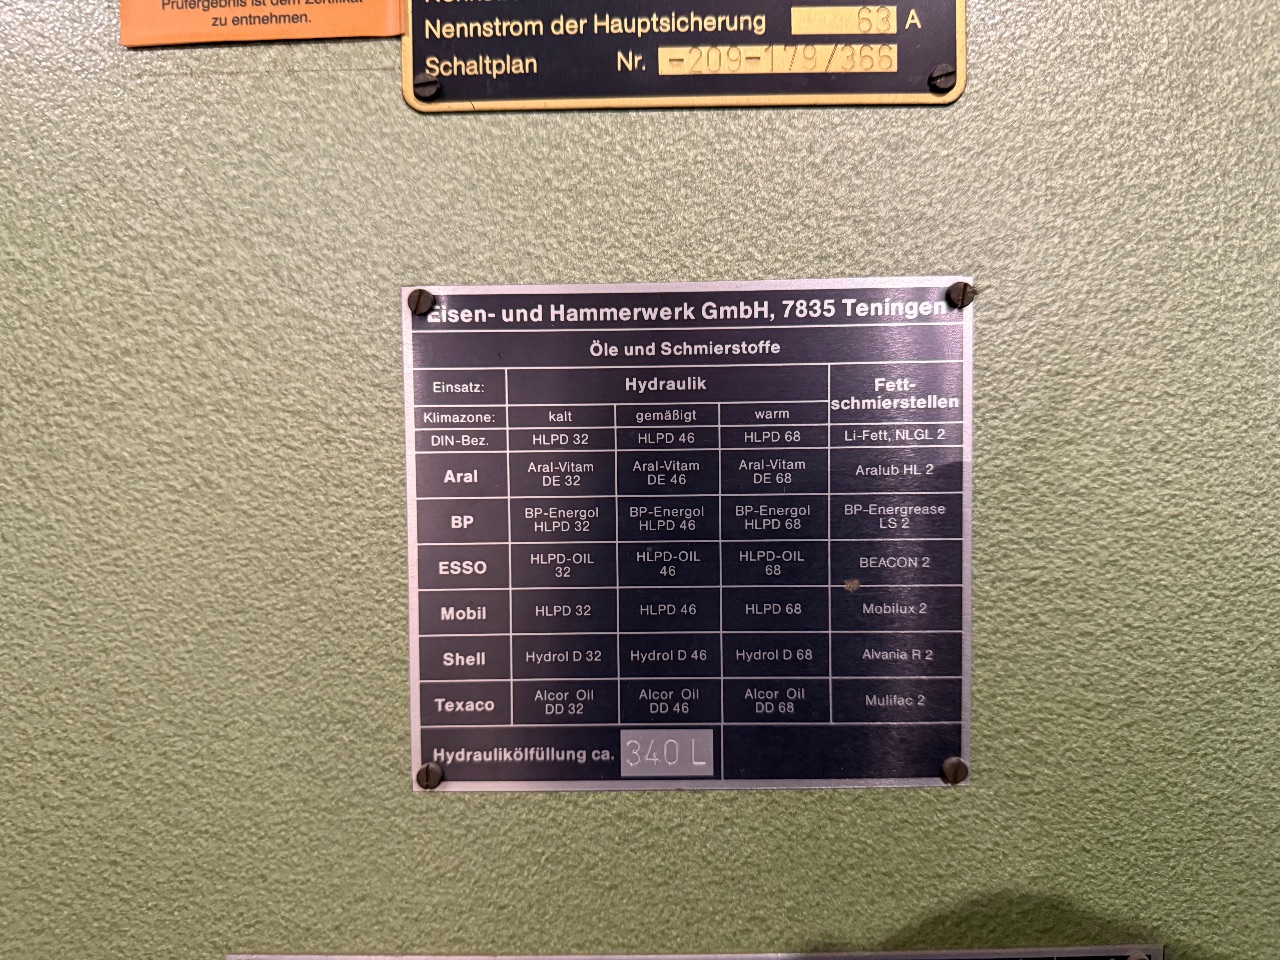 Prüfergebnis ist dem Zertifikat
zu entnehmen.
Nennstrom der Hauptsicherung 63 A
Schaltplan Nr. -209-179/366
Eisen- und Hammerwerk GmbH, 7835 Teningen
Öle und Schmierstoffe
Einsatz: Hydraulik Fett-
schmierstellen
Klimazone: kalt gemäßigt warm
DIN-Bez. HLPD 32 HLPD 46 HLPD 68 Li-Fett, NLGL 2
Aral Aral-Vitam DE 32 Aral-Vitam DE 46 Aral-Vitam DE 68 Aralub HL 2
BP BP-Energol HLPD 32 BP-Energol HLPD 46 BP-Energol HLPD 68 BP-Energrease LS 2
ESSO HLPD-OIL 32 HLPD-OIL 46 HLPD-OIL 68 BEACON 2
Mobil HLPD 32 HLPD 46 HLPD 68 Mobilux 2
Shell Hydrol D 32 Hydrol D 46 Hydrol D 68 Alvania R 2
Texaco Alcor Oil DD 32 Alcor Oil DD 46 Alcor Oil DD 68 Mulifac 2
Hydraulikölfüllung ca. 340 L